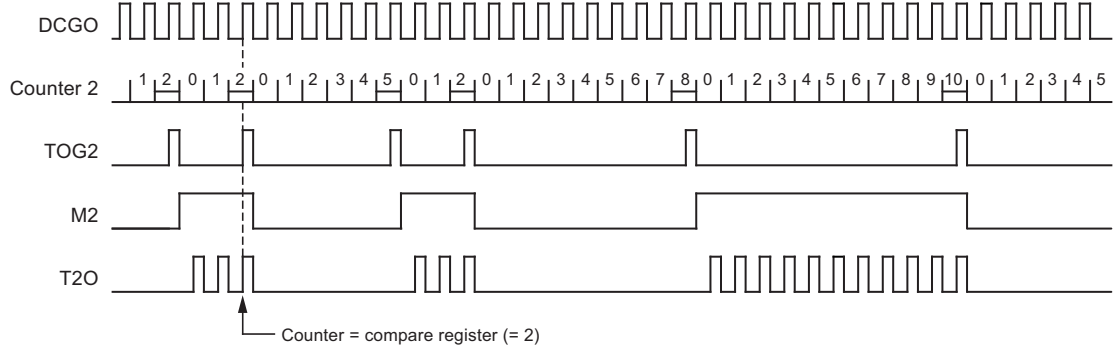 DCGO
Counter 2 1 2 0 1 2 0 1 2 3 4 5 0 1 2 0 1 2 3 4 5 6 7 8 0 1 2 3 4 5 6 7 8 9 10 0 1 2 3 4 5
TOG2
M2
T2O
Counter = compare register (= 2)